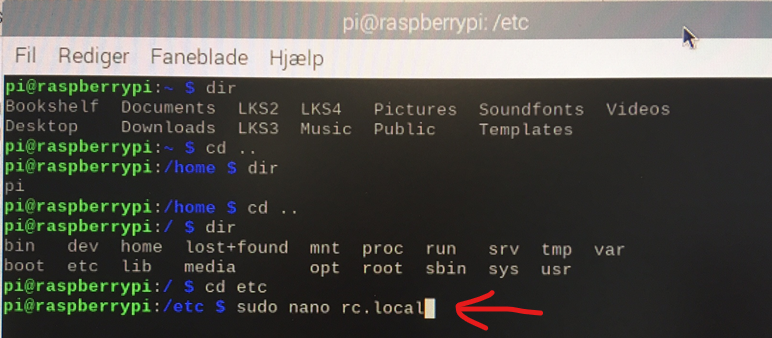 pi@raspberrypi: /etc
Fil Rediger Faneblade Hjælp
pi@raspberrypi:~ $ dir
Bookshelf Documents LKS2 LKS4 Pictures Soundfonts Videos
Desktop Downloads LKS3 Music Public Templates
pi@raspberrypi:~ $ cd ..
pi@raspberrypi:/home $ dir
pi
pi@raspberrypi:/home $ cd ..
pi@raspberrypi:/ $ dir
bin dev home lost+found mnt proc run srv tmp var
boot etc lib media opt root sbin sys usr
pi@raspberrypi:/ $ cd etc
pi@raspberrypi:/etc $ sudo nano rc.local